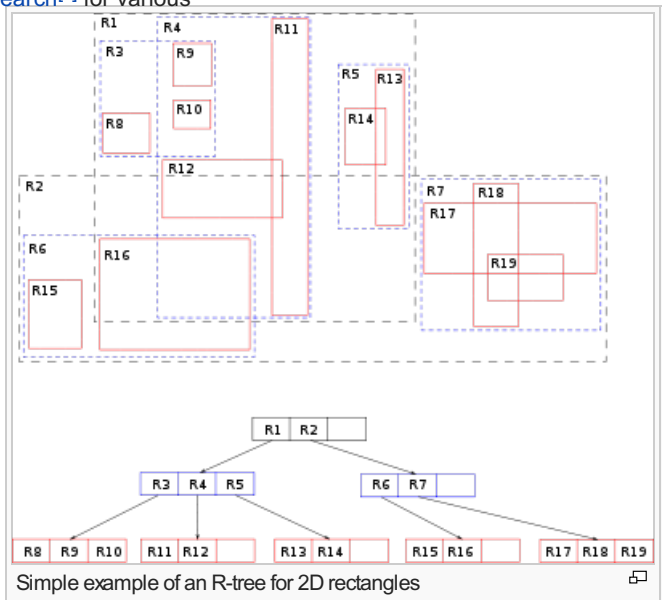 for various
R1 R4 R11
R3 R9
R5 R13
R10
R8 R14
R12
R2 R7 R18
R17
R6 R16
R19
R15
R1 R2
R3 R4 R5 R6 R7
R8 R9 R10 R11 R12 R13 R14 R15 R16 R17 R18 R19
Simple example of an R-tree for 2D rectangles